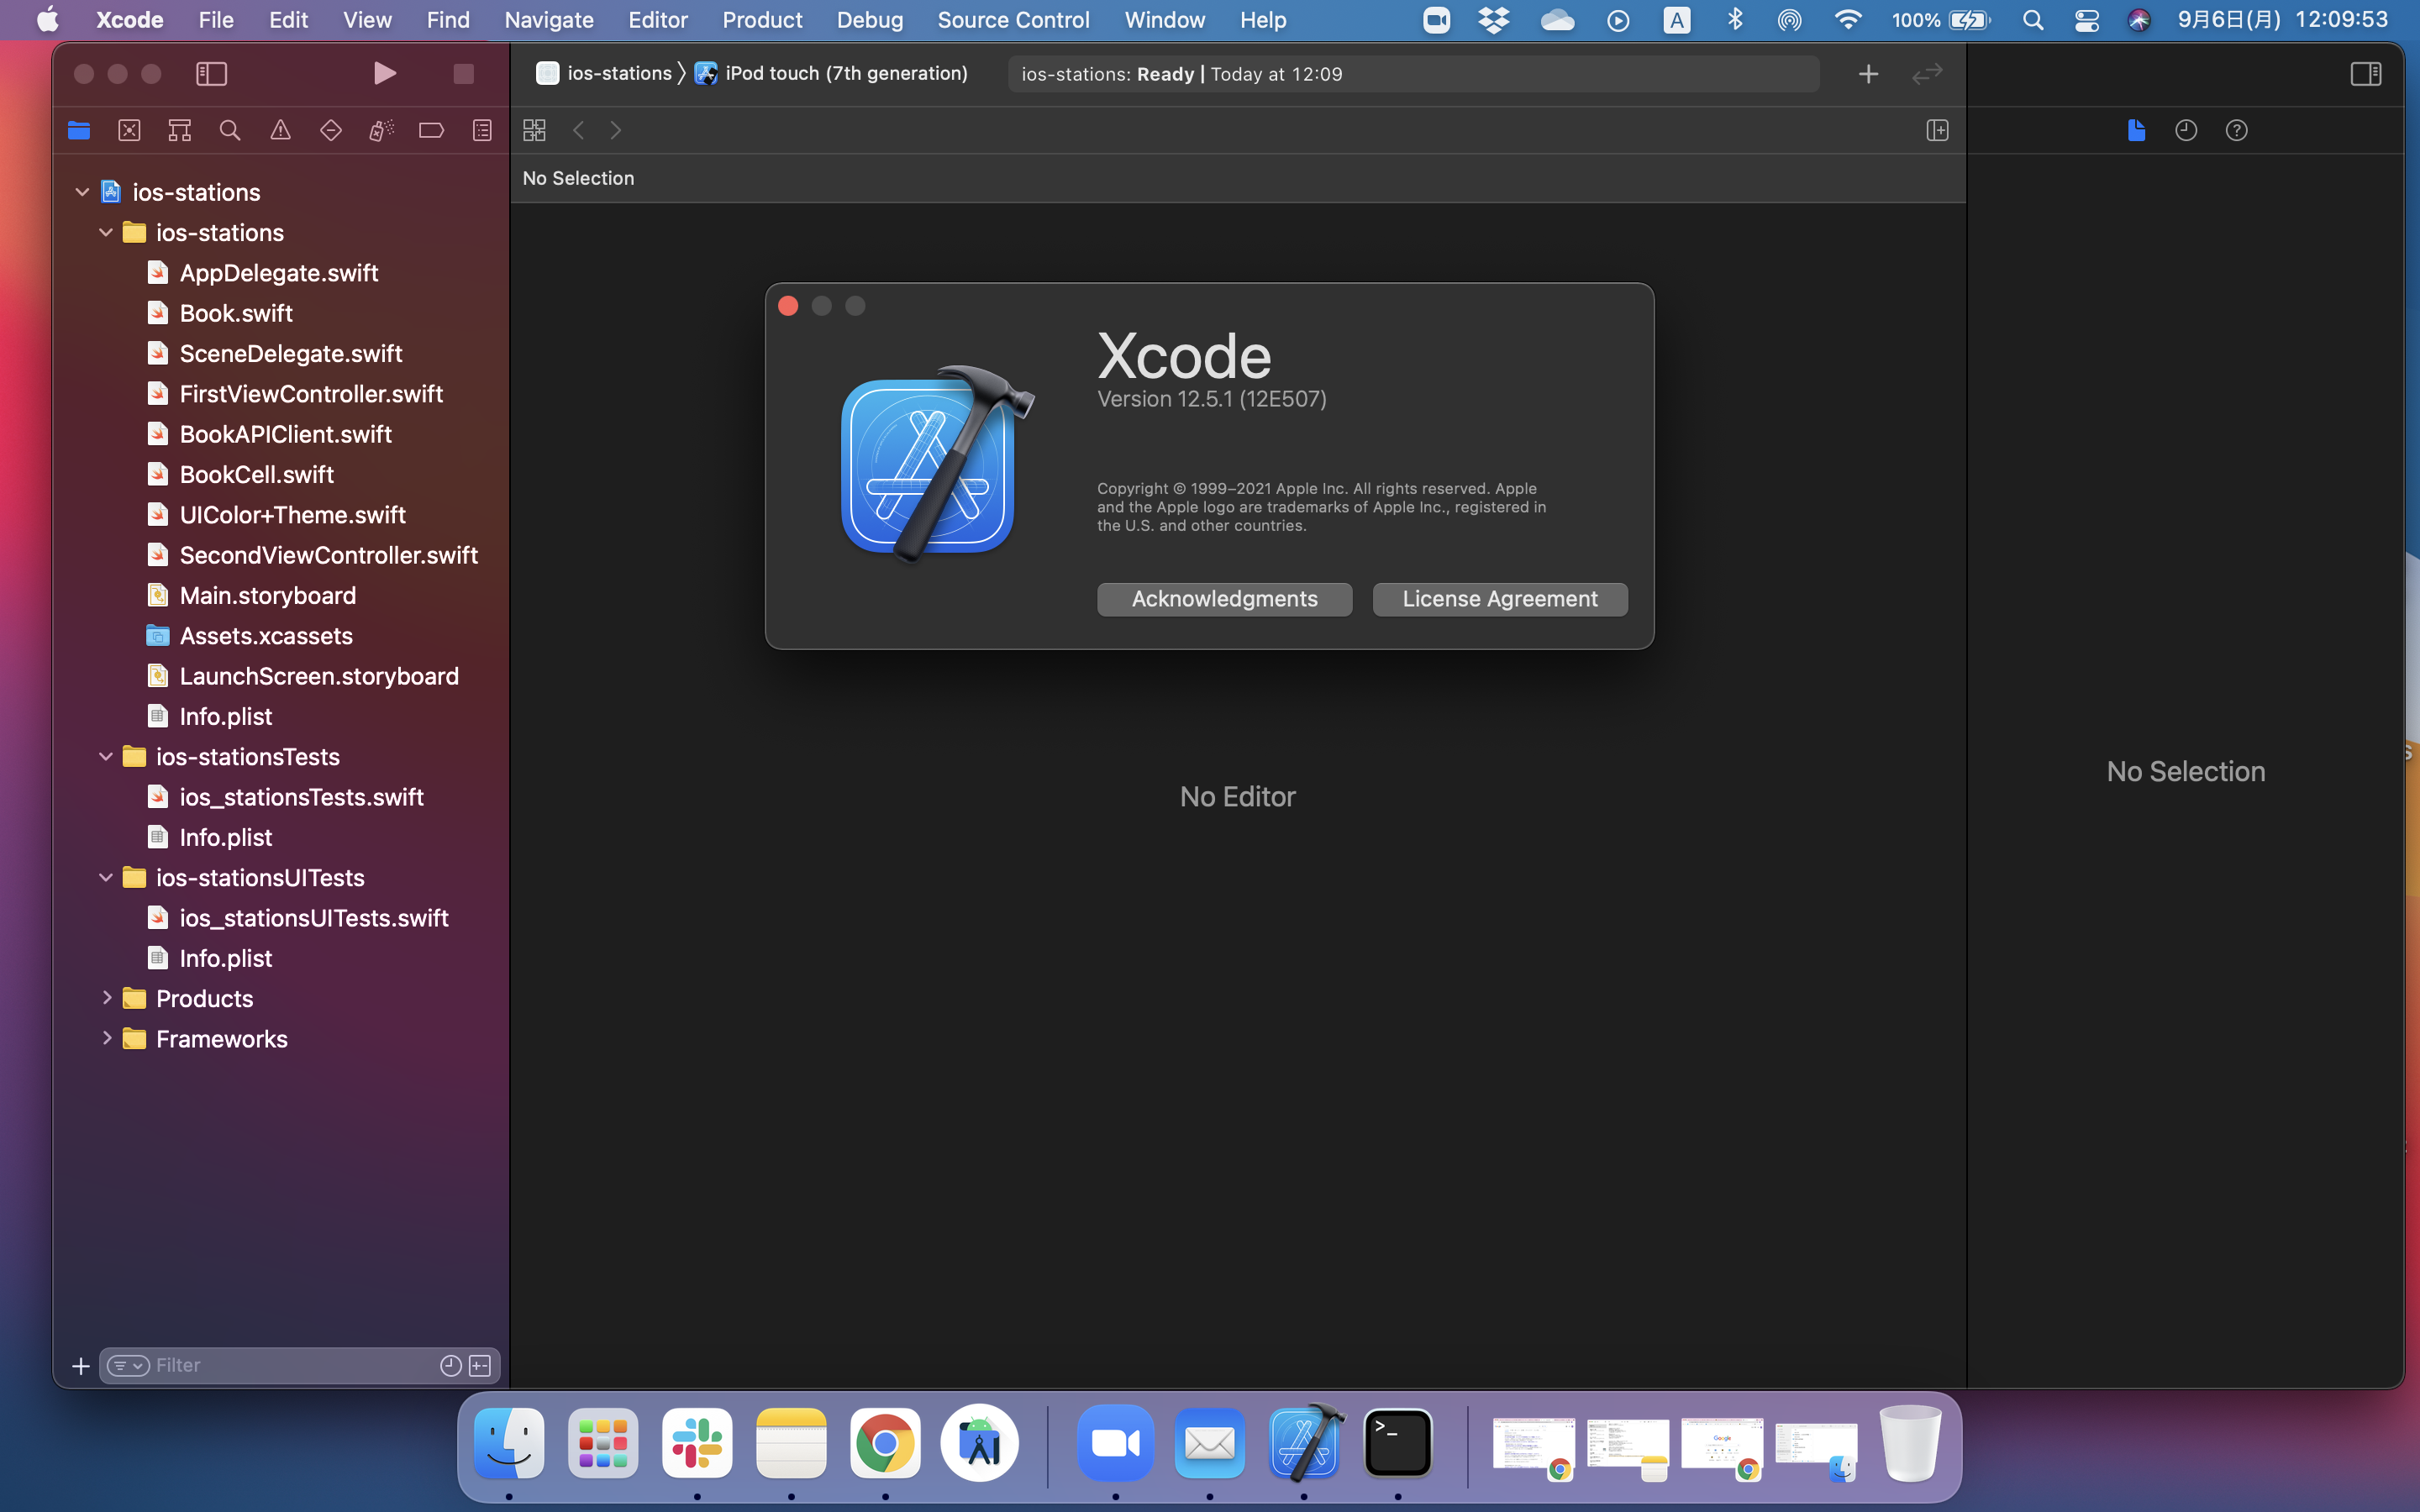 Xcode File Edit View Find Navigate Editor Product Debug Source Control Window Help A 100% 9月6日(月) 12:09:53
ios-stations 〉 iPod touch (7th generation) ios-stations: Ready | Today at 12:09
No Selection
ios-stations
ios-stations
AppDelegate.swift
Book.swift
SceneDelegate.swift
FirstViewController.swift
BookAPIClient.swift
BookCell.swift
UIColor+Theme.swift
SecondViewController.swift
Main.storyboard
Assets.xcassets
LaunchScreen.storyboard
Info.plist
ios-stationsTests
ios_stationsTests.swift
Info.plist
ios-stationsUITests
ios_stationsUITests.swift
Info.plist
Products
Frameworks
Filter
Xcode
Version 12.5.1 (12E507)
Copyright © 1999–2021 Apple Inc. All rights reserved. Apple
and the Apple logo are trademarks of Apple Inc., registered in
the U.S. and other countries.
Acknowledgments License Agreement
No Editor
No Selection